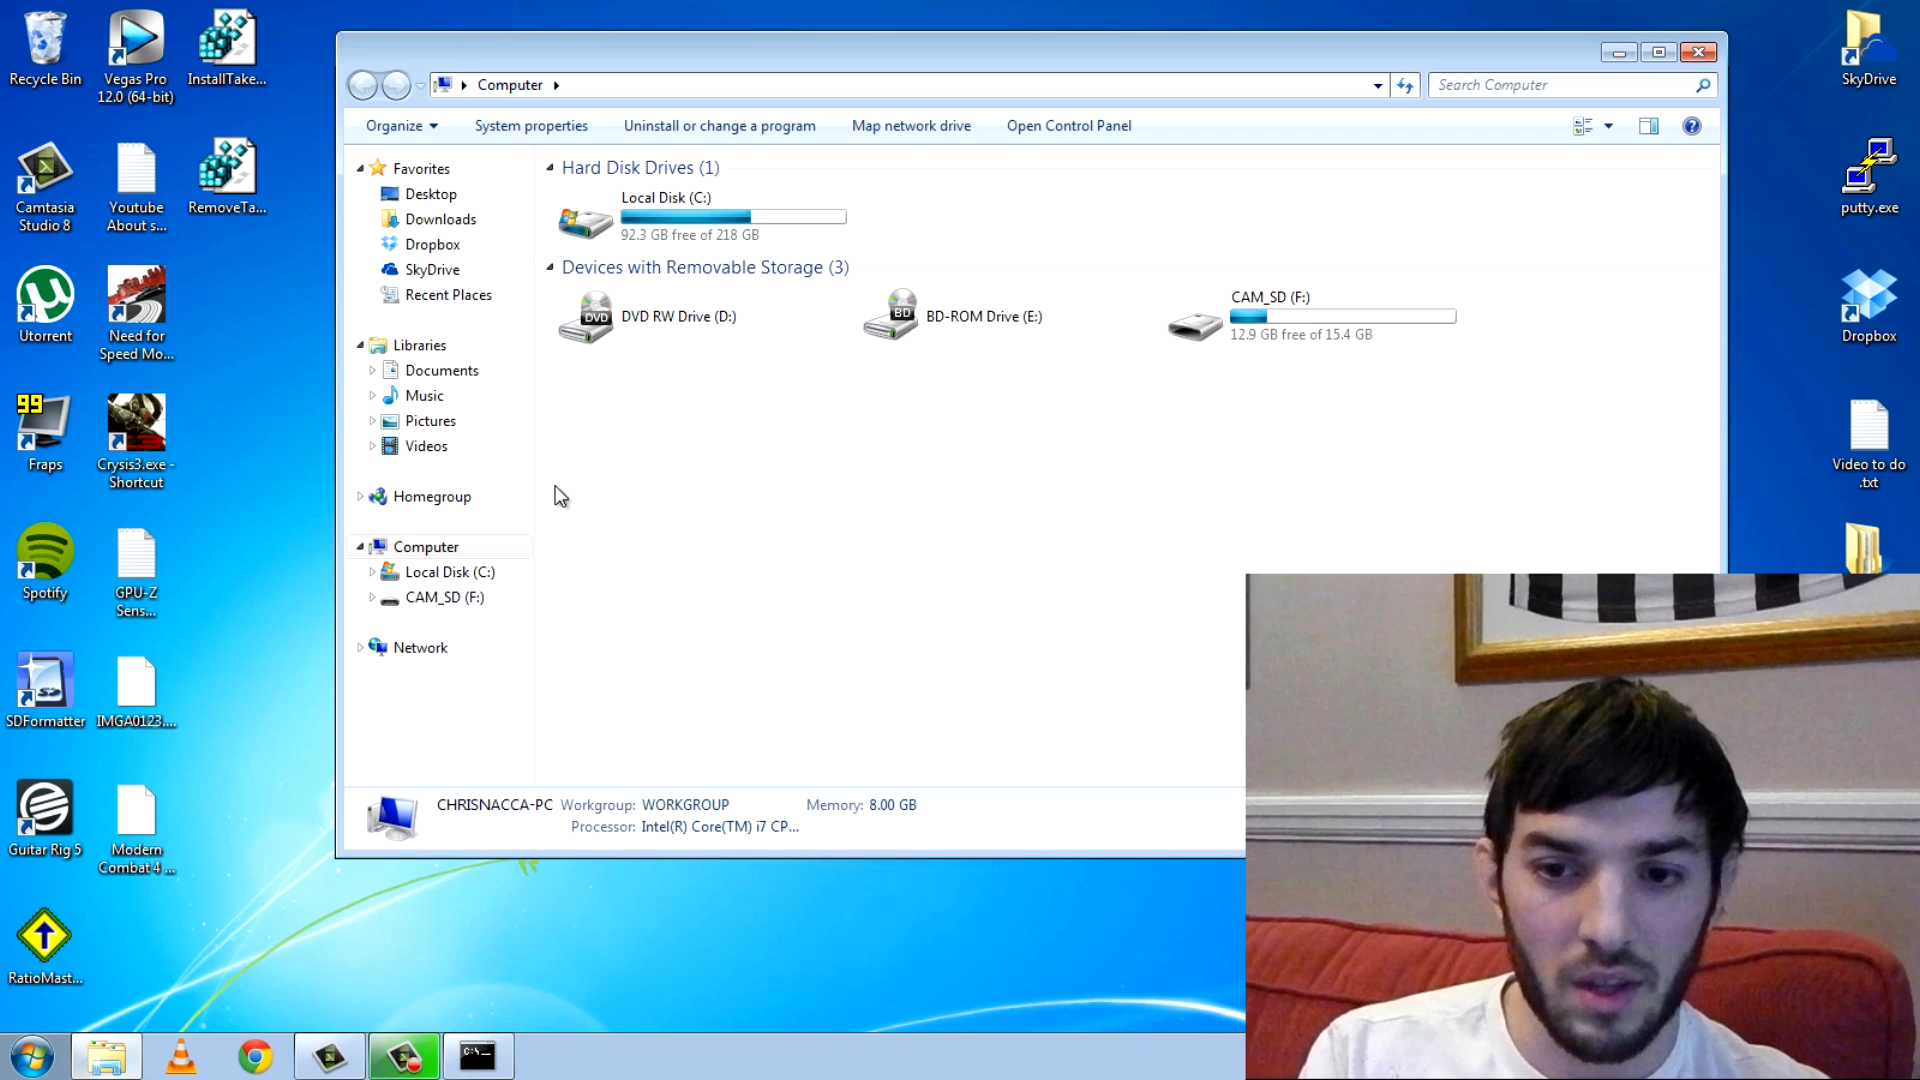 Recycle Bin
Vegas Pro
12.0 (64-bit)
InstallTake...
Camtasia
Studio 8
Youtube
About s...
RemoveTa...
Utorrent
Need for
Speed Mo...
99
Fraps
Crysis3.exe -
Shortcut
Spotify
GPU-Z
Sens...
SDFormatter
IMGA0123....
Guitar Rig 5
Modern
Combat 4 ...
RatioMast...
Computer
Search Computer
Organize
System properties
Uninstall or change a program
Map network drive
Open Control Panel
Favorites
Desktop
Downloads
Dropbox
SkyDrive
Recent Places
Libraries
Documents
Music
Pictures
Videos
Homegroup
Computer
Local Disk (C:)
CAM_SD (F:)
Network
Hard Disk Drives (1)
Local Disk (C:)
92.3 GB free of 218 GB
Devices with Removable Storage (3)
DVD
DVD RW Drive (D:)
BD
BD-ROM Drive (E:)
CAM_SD (F:)
12.9 GB free of 15.4 GB
CHRISNACCA-PC
Workgroup: WORKGROUP
Memory: 8.00 GB
Processor: Intel(R) Core(TM) i7 CP...
SkyDrive
putty.exe
Dropbox
Video to do
.txt